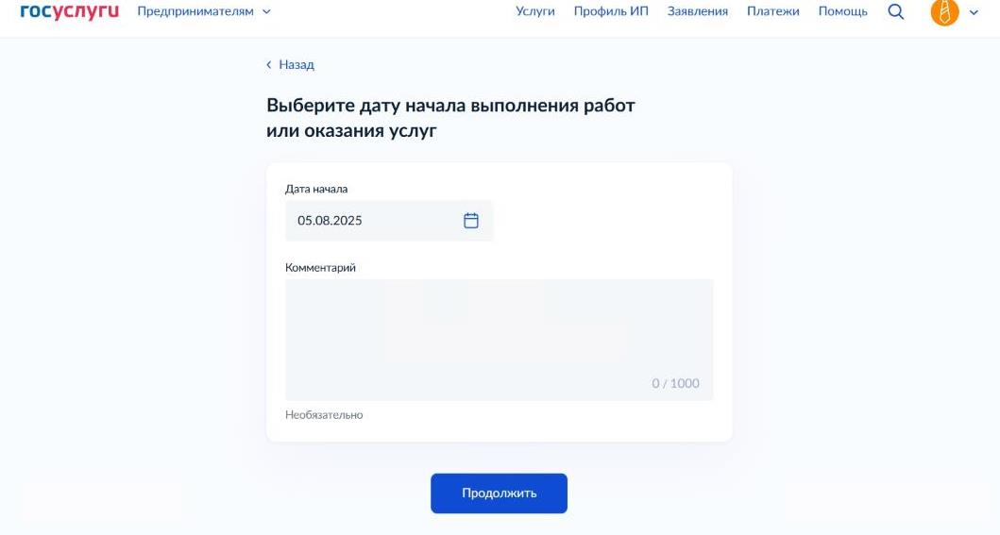 госуслуги Предпринимателям Услуги Профиль ИП Заявления Платежи Помощь
Назад
Выберите дату начала выполнения работ
или оказания услуг
Дата начала
05.08.2025
Комментарий
0 / 1000
Необязательно
Продолжить